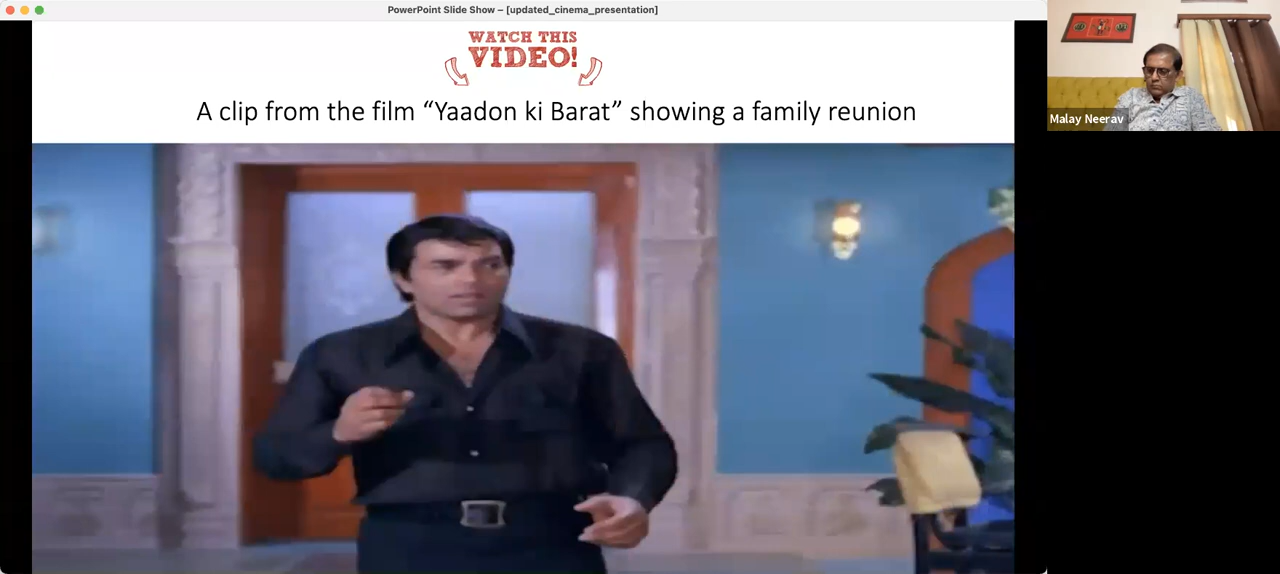 PowerPoint Slide Show – [updated_cinema_presentation]
WATCH THIS
VIDEO!
A clip from the film “Yaadon ki Barat” showing a family reunion
Malay Neerav